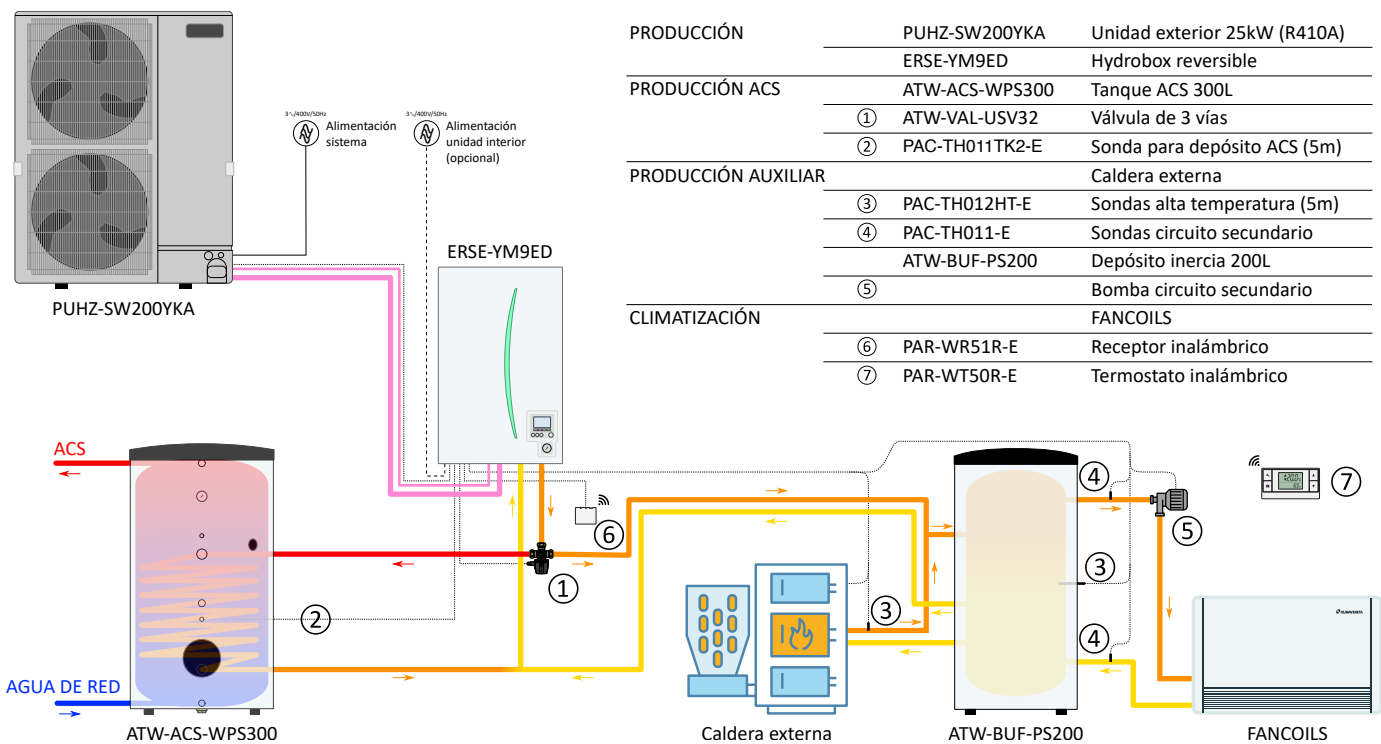 PRODUCCIÓN PUHZ-SW200YKA Unidad exterior 25kW (R410A)
ERSE-YM9ED Hydrobox reversible
PRODUCCIÓN ACS ATW-ACS-WPS300 Tanque ACS 300L
① ATW-VAL-USV32 Válvula de 3 vías
② PAC-TH011TK2-E Sonda para depósito ACS (5m)
PRODUCCIÓN AUXILIAR Caldera externa
③ PAC-TH012HT-E Sondas alta temperatura (5m)
④ PAC-TH011-E Sondas circuito secundario
ATW-BUF-PS200 Depósito inercia 200L
⑤ Bomba circuito secundario
CLIMATIZACIÓN FANCOILS
⑥ PAR-WR51R-E Receptor inalámbrico
⑦ PAR-WT50R-E Termostato inalámbrico
3∿/400V/50Hz
Alimentación
sistema
3∿/400V/50Hz
Alimentación
unidad interior
(opcional)
PUHZ-SW200YKA
ERSE-YM9ED
ACS
AGUA DE RED
②
①
⑥
③
④
③
④
⑤
⑦
ATW-ACS-WPS300
Caldera externa
ATW-BUF-PS200
FANCOILS